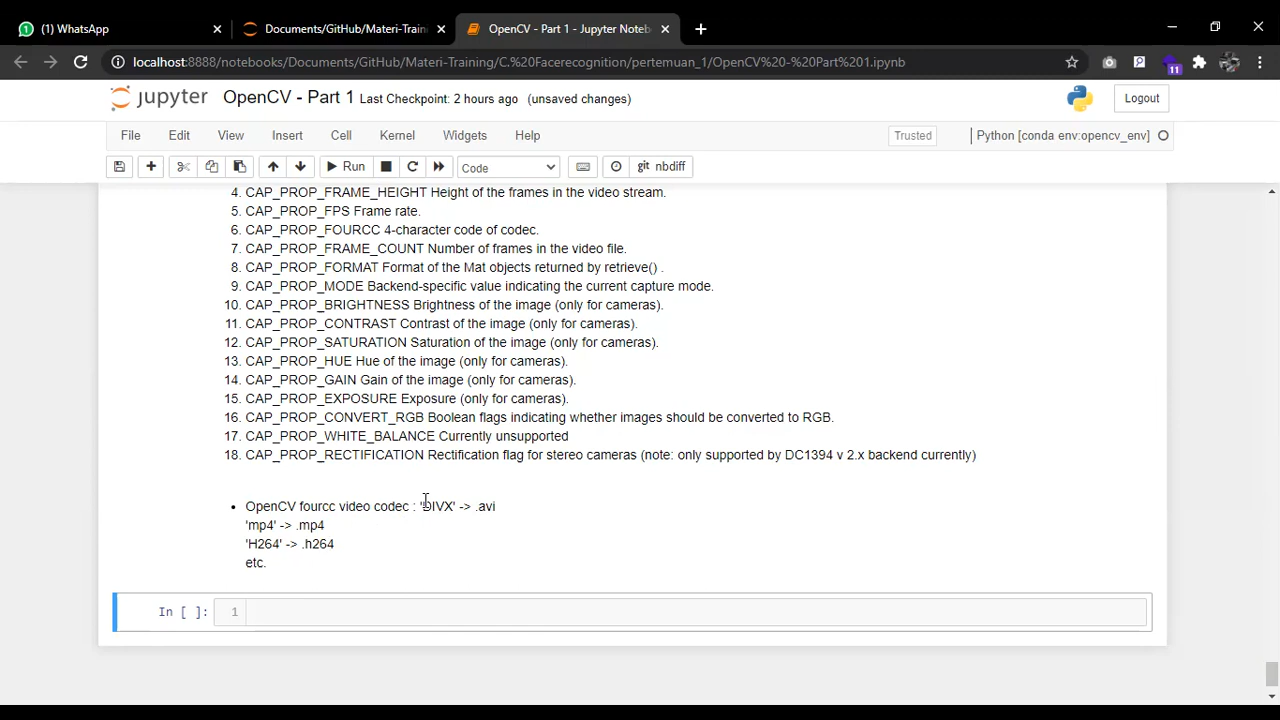 (1) WhatsApp
Documents/GitHub/Materi-Trainin
OpenCV - Part 1 - Jupyter Noteb
localhost:8888/notebooks/Documents/GitHub/Materi-Training/C.%20Facerecognition/pertemuan_1/OpenCV%20-%20Part%201.ipynb
11
jupyter OpenCV - Part 1 Last Checkpoint: 2 hours ago (unsaved changes)
Logout
File Edit View Insert Cell Kernel Widgets Help
Trusted
Python [conda env:opencv_env]
Run
Code
git nbdiff
4. CAP_PROP_FRAME_HEIGHT Height of the frames in the video stream.
5. CAP_PROP_FPS Frame rate.
6. CAP_PROP_FOURCC 4-character code of codec.
7. CAP_PROP_FRAME_COUNT Number of frames in the video file.
8. CAP_PROP_FORMAT Format of the Mat objects returned by retrieve() .
9. CAP_PROP_MODE Backend-specific value indicating the current capture mode.
10. CAP_PROP_BRIGHTNESS Brightness of the image (only for cameras).
11. CAP_PROP_CONTRAST Contrast of the image (only for cameras).
12. CAP_PROP_SATURATION Saturation of the image (only for cameras).
13. CAP_PROP_HUE Hue of the image (only for cameras).
14. CAP_PROP_GAIN Gain of the image (only for cameras).
15. CAP_PROP_EXPOSURE Exposure (only for cameras).
16. CAP_PROP_CONVERT_RGB Boolean flags indicating whether images should be converted to RGB.
17. CAP_PROP_WHITE_BALANCE Currently unsupported
18. CAP_PROP_RECTIFICATION Rectification flag for stereo cameras (note: only supported by DC1394 v 2.x backend currently)
• OpenCV fourcc video codec : 'DIVX' -> .avi
'mp4' -> .mp4
'H264' -> .h264
etc.
In [ ]: 1